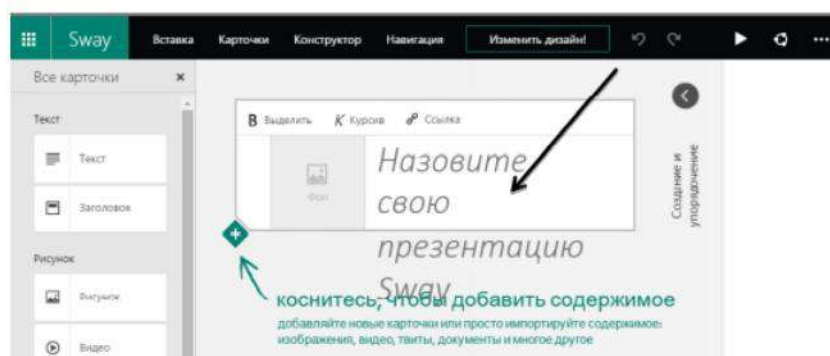 Sway Вставка Карточки Конструктор Навигация Изменить дизайн!
Все карточки
Текст
Текст
Заголовок
Рисунок
Рисунок
Видео
В Выделить К Курсив Ссылка
Фон
Назовите
свою
презентацию
Sway
коснитесь, чтобы добавить содержимое
добавляйте новые карточки или просто импортируйте содержимое:
изображения, видео, твиты, документы и многое другое
Создание и
упорядочение